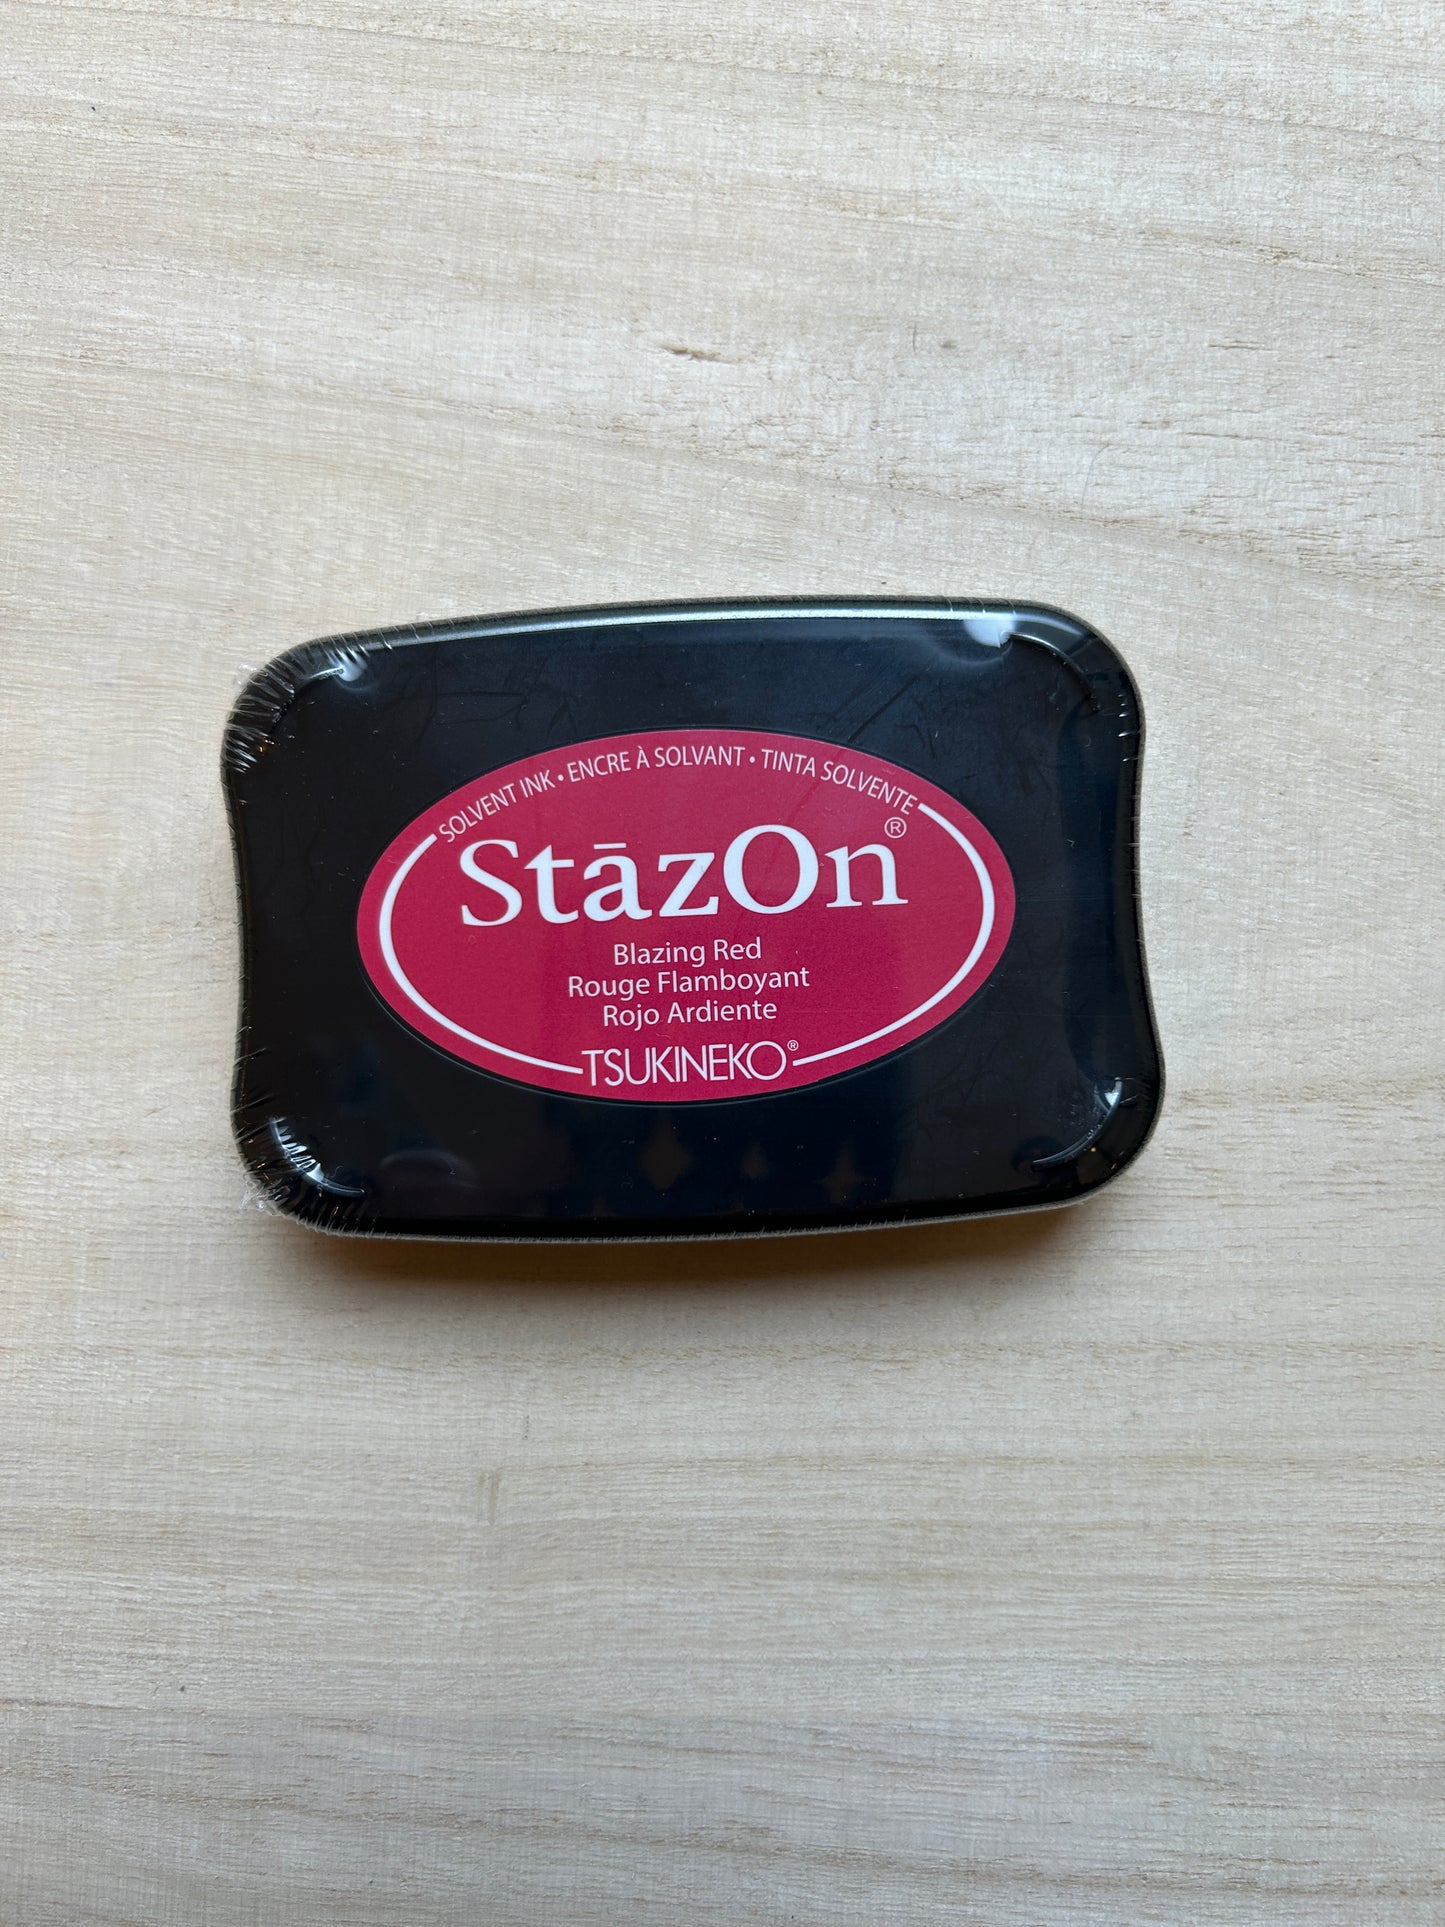 SOLVENT INK • ENCRE À SOLVANT • TINTA SOLVENTE
StāzOn®
Blazing Red
Rouge Flamboyant
Rojo Ardiente
TSUKINEKO®